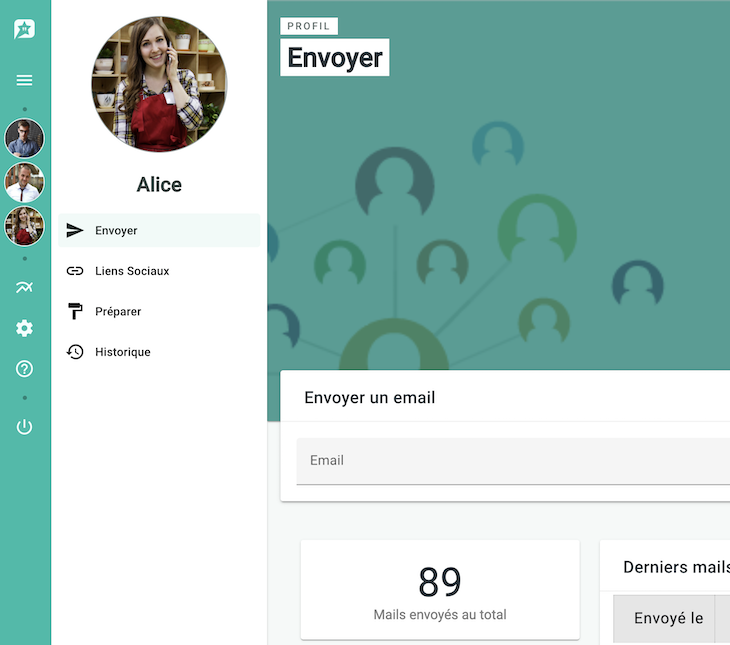 Alice
Envoyer
Liens Sociaux
Préparer
Historique
PROFIL
Envoyer
Envoyer un email
Email
89
Mails envoyés au total
Derniers mails
Envoyé le